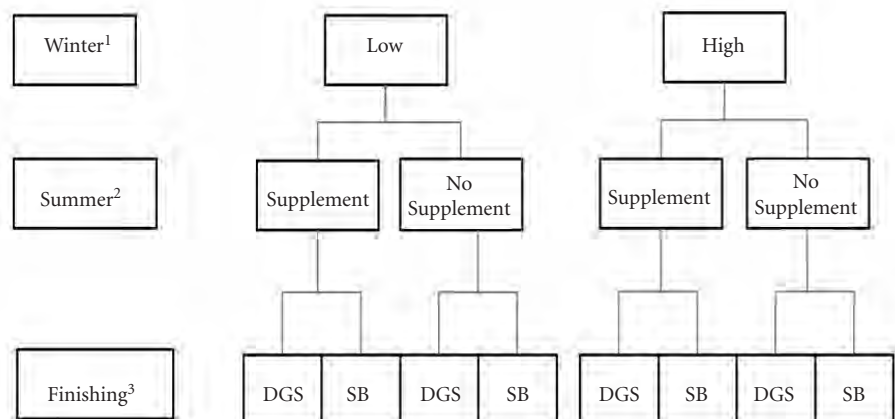 Winter¹
Low
High
Summer²
Supplement
No
Supplement
Supplement
No
Supplement
Finishing³
DGS
SB
DGS
SB
DGS
SB
DGS
SB